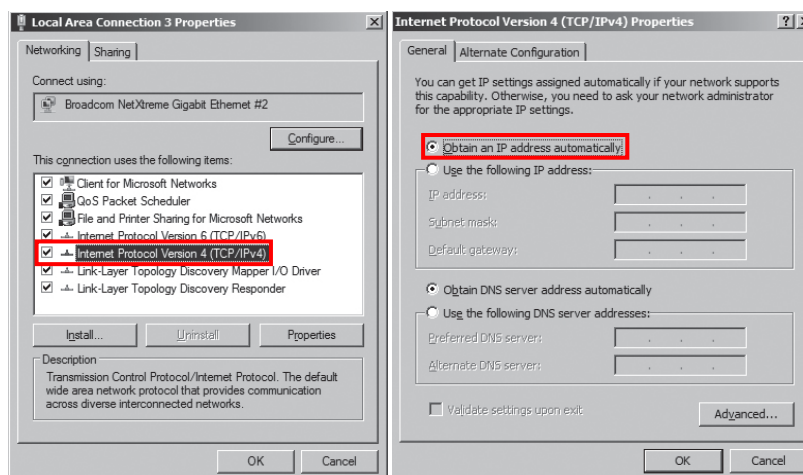 Local Area Connection 3 Properties
Networking
Sharing
Connect using:
Broadcom NetXtreme Gigabit Ethernet #2
Configure...
This connection uses the following items:
Client for Microsoft Networks
QoS Packet Scheduler
File and Printer Sharing for Microsoft Networks
Internet Protocol Version 6 (TCP/IPv6)
Internet Protocol Version 4 (TCP/IPv4)
Link-Layer Topology Discovery Mapper I/O Driver
Link-Layer Topology Discovery Responder
Install...
Uninstall
Properties
Description
Transmission Control Protocol/Internet Protocol. The default
wide area network protocol that provides communication
across diverse interconnected networks.
OK
Cancel
Internet Protocol Version 4 (TCP/IPv4) Properties
General
Alternate Configuration
You can get IP settings assigned automatically if your network supports
this capability. Otherwise, you need to ask your network administrator
for the appropriate IP settings.
Obtain an IP address automatically
Use the following IP address:
IP address:
Subnet mask:
Default gateway:
Obtain DNS server address automatically
Use the following DNS server addresses:
Preferred DNS server:
Alternate DNS server:
Validate settings upon exit
Advanced...
OK
Cancel